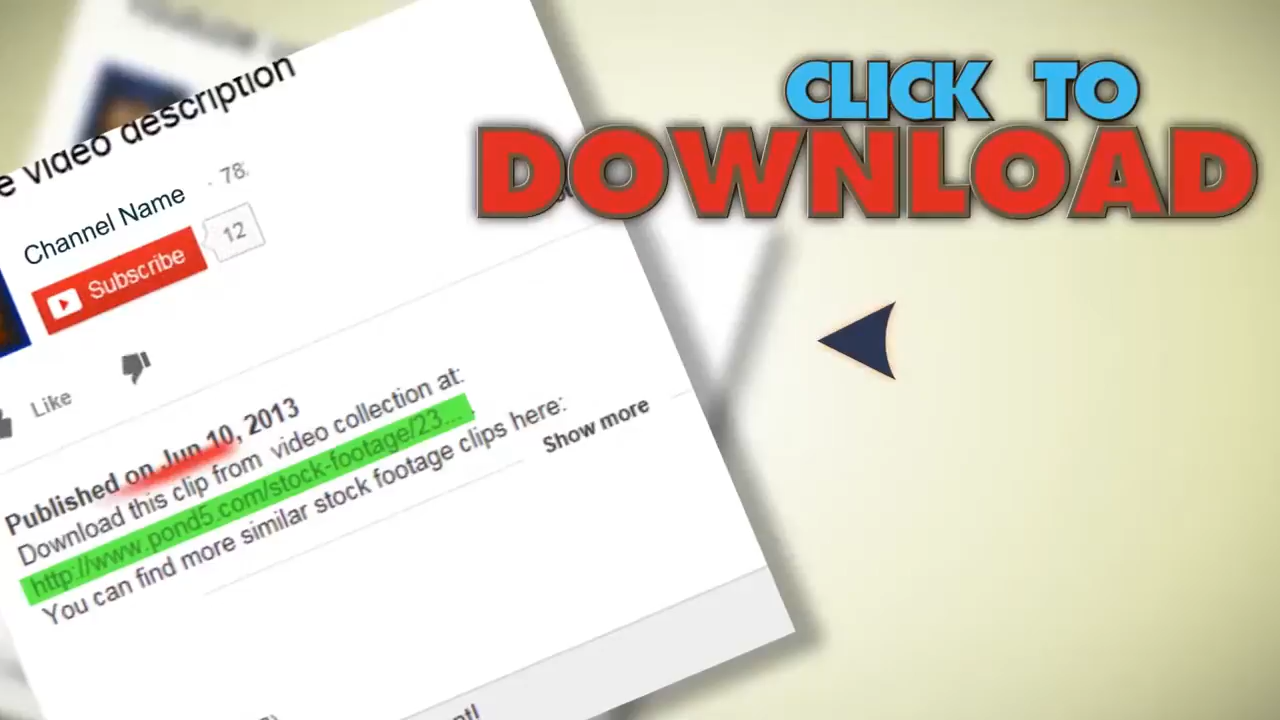 CLICK TO
DOWNLOAD
e video description
Channel Name
78
Subscribe
12
Like
Published on Jun 10, 2013
Download this clip from video collection at:
http://www.pond5.com/stock-footage/23...
You can find more similar stock footage clips here:
Show more